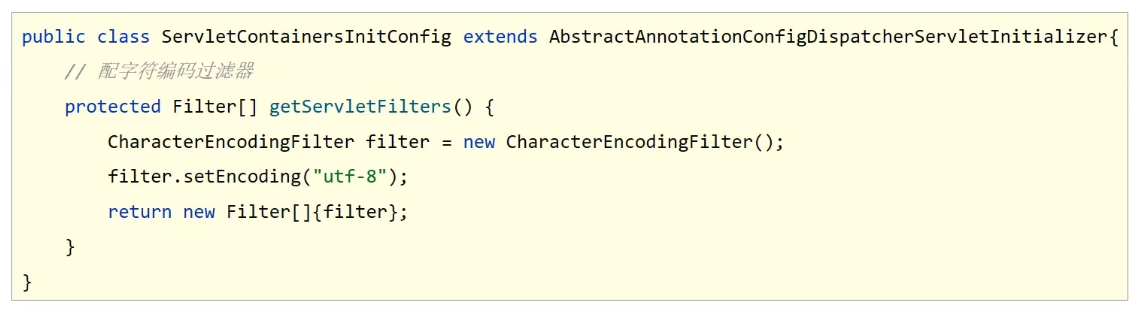 public class ServletContainersInitConfig extends AbstractAnnotationConfigDispatcherServletInitializer{
    // 配字符编码过滤器
    protected Filter[] getServletFilters() {
        CharacterEncodingFilter filter = new CharacterEncodingFilter();
        filter.setEncoding("utf-8");
        return new Filter[]{filter};
    }
}